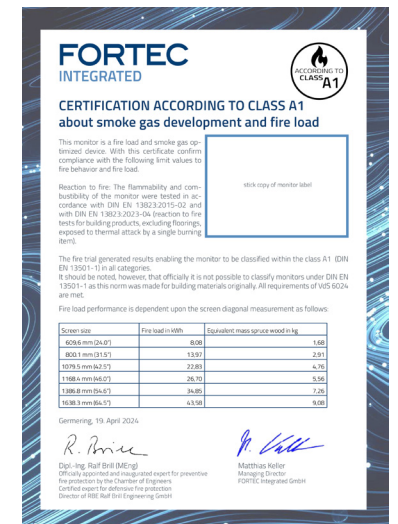 FORTEC
INTEGRATED
ACCORDING TO
CLASS A1
CERTIFICATION ACCORDING TO CLASS A1
about smoke gas development and fire load
This monitor is a fire load and smoke gas op-
timized device. With this certificate confirm
compliance with the following limit values to
fire behavior and fire load.
stick copy of monitor label
Reaction to fire: The flammability and com-
bustibility of the monitor were tested in ac-
cordance with DIN EN 13823:2015-02 and
with DIN EN 13823:2023-04 (reaction to fire
tests for building products, excluding floorings,
exposed to thermal attack by a single burning
item).
The fire trial generated results enabling the monitor to be classified within the class A1 (DIN
EN 13501-1) in all categories.
It should be noted, however, that officially it is not possible to classify monitors under DIN EN
13501-1 as this norm was made for building materials originally. All requirements of VdS 6024
are met.
Fire load performance is dependent upon the screen diagonal measurement as follows:
Screen size Fire load in kWh Equivalent mass spruce wood in kg
609.6 mm (24.0") 8,08 1,68
800.1 mm (31.5") 13,97 2,91
1079.5 mm (42.5") 22,83 4,76
1168.4 mm (46.0") 26,70 5,56
1386.8 mm (54.6") 34,85 7,26
1638.3 mm (64.5") 43,58 9,08
Germering, 19. April 2024
R. Brill
Dipl.-Ing. Ralf Brill (MEng)
Officially appointed and inaugurated expert for preventive
fire protection by the Chamber of Engineers
Certified expert for defensive fire protection
Director of RBE Ralf Brill Engineering GmbH
Matthias Keller
Managing Director
FORTEC Integrated GmbH